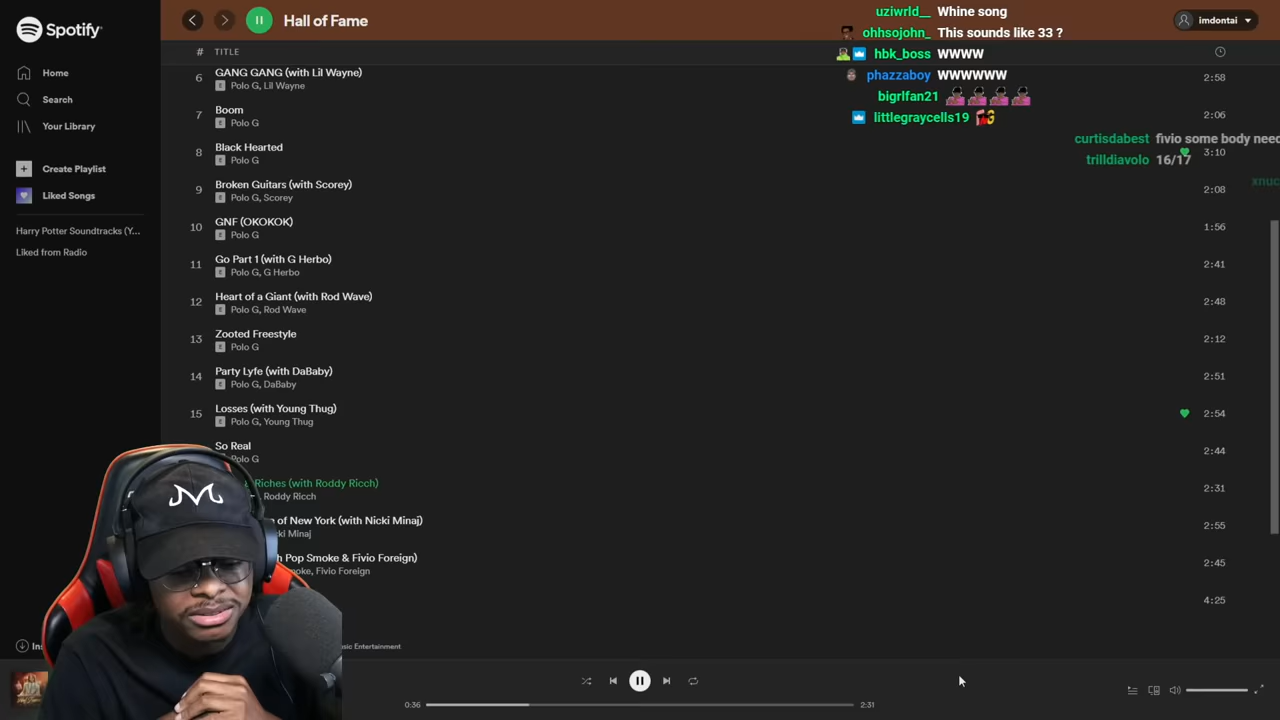 Spotify
Home
Search
Your Library
Create Playlist
Liked Songs
Harry Potter Soundtracks (Y...
Liked from Radio
Hall of Fame
imdontai
# TITLE
6 GANG GANG (with Lil Wayne) 2:58
E Polo G, Lil Wayne
7 Boom 2:06
E Polo G
8 Black Hearted 3:10
E Polo G
9 Broken Guitars (with Scorey) 2:08
E Polo G, Scorey
10 GNF (OKOKOK) 1:56
E Polo G
11 Go Part 1 (with G Herbo) 2:41
E Polo G, G Herbo
12 Heart of a Giant (with Rod Wave) 2:48
E Polo G, Rod Wave
13 Zooted Freestyle 2:12
E Polo G
14 Party Lyfe (with DaBaby) 2:51
E Polo G, DaBaby
15 Losses (with Young Thug) 2:54
E Polo G, Young Thug
So Real 2:44
Polo G
Riches (with Roddy Ricch) 2:31
Roddy Ricch
of New York (with Nicki Minaj) 2:55
Minaj
Pop Smoke & Fivio Foreign) 2:45
Fivio Foreign
4:25
Entertainment
uziwrld__ Whine song
ohhsojohn_ This sounds like 33 ?
hbk_boss WWWW
phazzaboy WWWWWW
bigrlfan21
littlegraycells19
curtisdabest fivio some body need
trilldiavolo 16/17
0:36 2:31